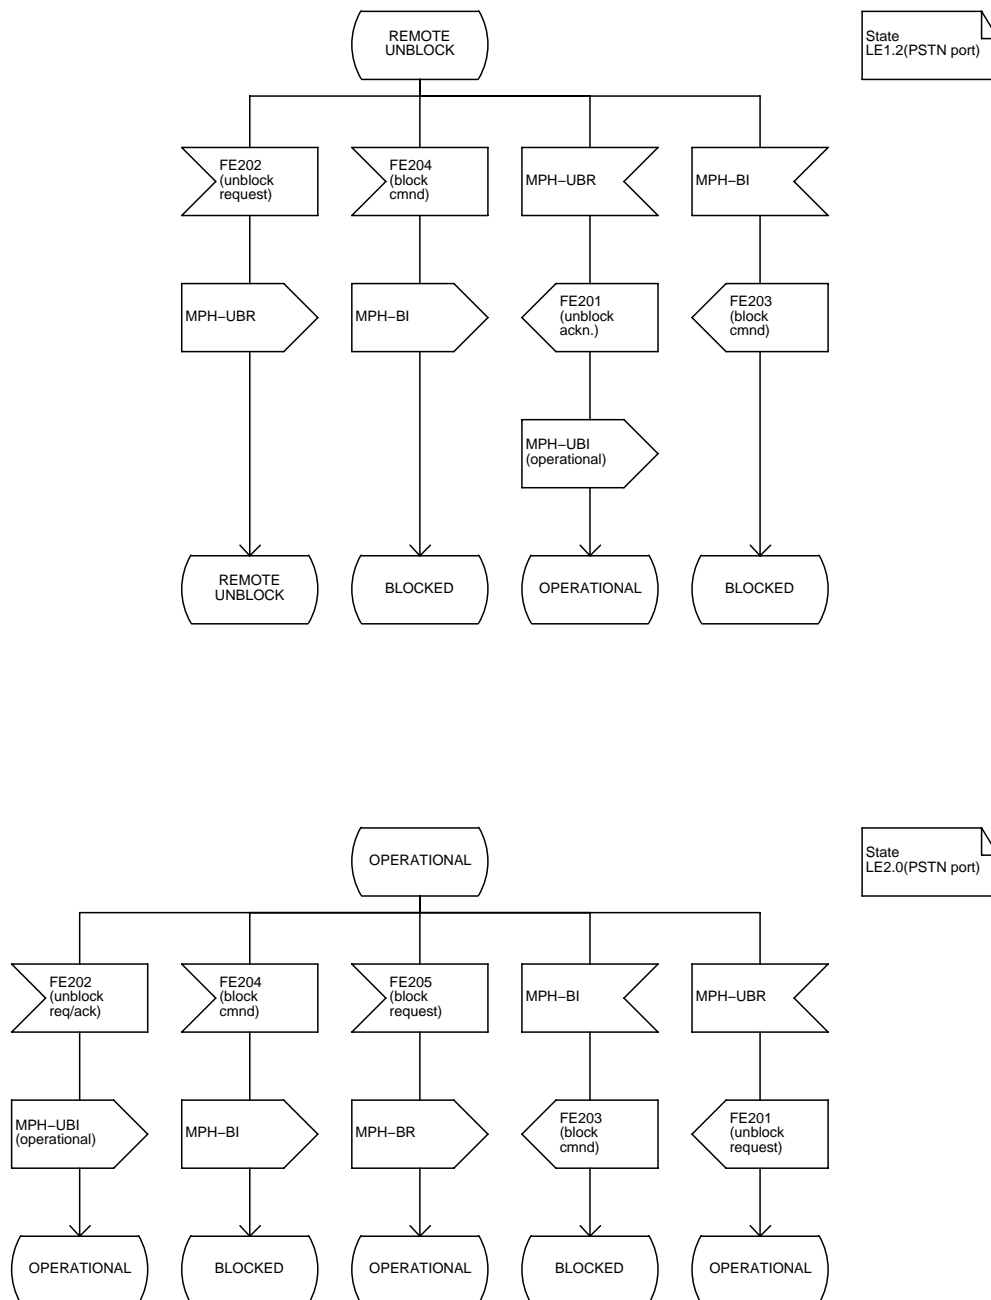 REMOTE
UNBLOCK
State
LE1.2(PSTN port)
FE202
(unblock
request)
FE204
(block
cmnd)
MPH−UBR
MPH−BI
MPH−UBR
MPH−BI
FE201
(unblock
ackn.)
FE203
(block
cmnd)
MPH−UBI
(operational)
REMOTE
UNBLOCK
BLOCKED
OPERATIONAL
BLOCKED
OPERATIONAL
State
LE2.0(PSTN port)
FE202
(unblock
req/ack)
FE204
(block
cmnd)
FE205
(block
request)
MPH−BI
MPH−UBR
MPH−UBI
(operational)
MPH−BI
MPH−BR
FE203
(block
cmnd)
FE201
(unblock
request)
OPERATIONAL
BLOCKED
OPERATIONAL
BLOCKED
OPERATIONAL